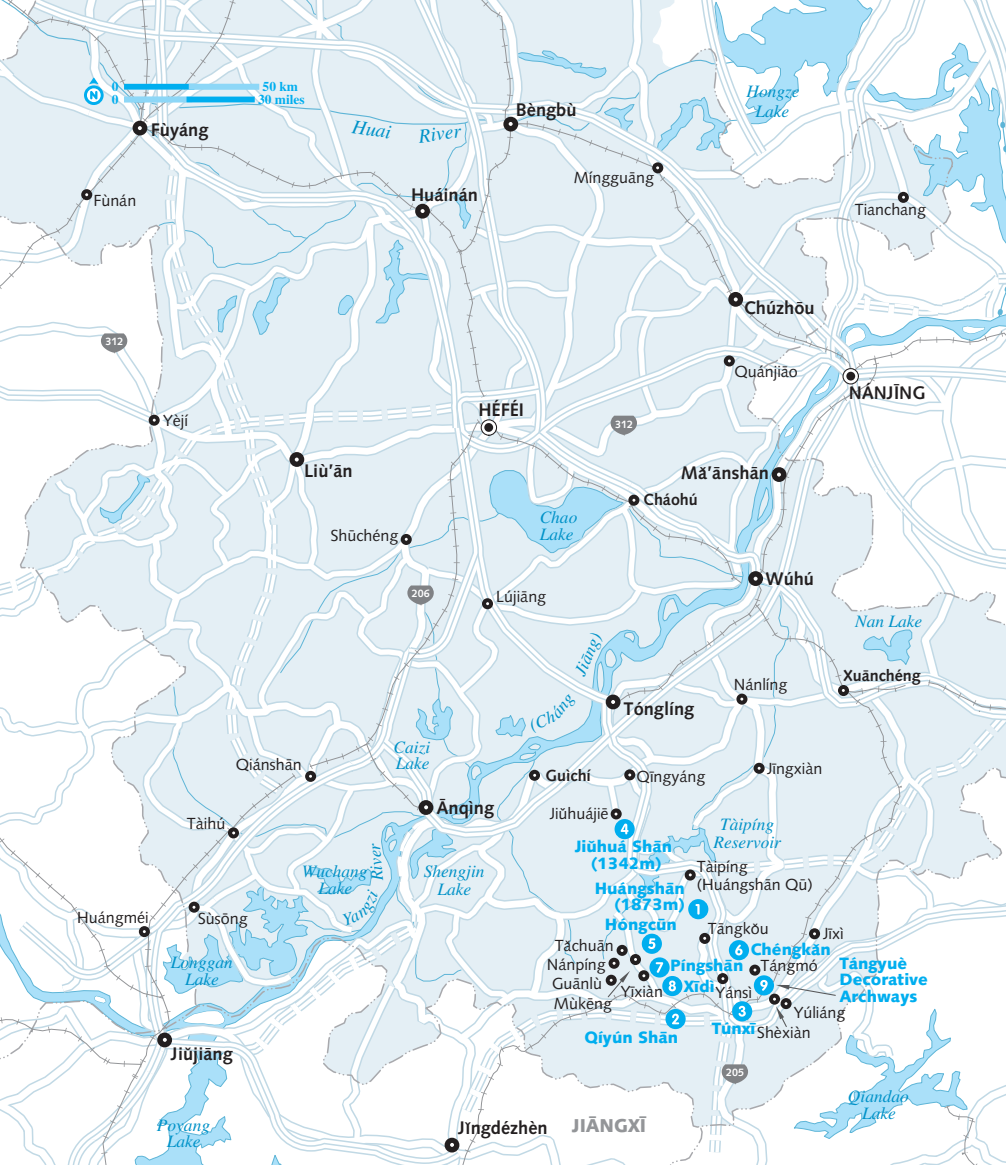 0
50 km
N
0
30 miles
Hongze
Lake
Bèngbù
Fùyáng
Huai River
Míngguāng
Fùnán
Huáinán
Tianchang
Chúzhōu
312
Quánjiāo
NÁNJĪNG
HÉFÉI
Yèjí
312
Liù'ān
Mǎ'ānshān
Cháohú
Chao
Lake
Shūchéng
Wúhú
206
Lújiāng
Nan Lake
(Cháng Jiāng)
Xuānchéng
Nánlíng
Tónglíng
Caizi
Lake
Qiánshān
Guìchí
Qīngyáng
Jīngxiàn
Ānqìng
Jiǔhuájiē
Tàihú
4
Tàipíng
Reservoir
Jiǔhuá Shān
(1342m)
Wuchang
Lake
Yangzi River
Shengjin
Lake
Tàipíng
(Huángshān Qū)
Huángshān
(1873m)
1
Huángméi
Sùsōng
Hóngcūn
Tāngkǒu
Jīxì
5
6
Chéngkǎn
Tǎchuān
Longgan
Lake
Nánpíng
7
Píngshān
Tángmó
Tángyuè
Decorative
Archways
Guānlù
Mùkēng
Yīxiàn
8
Xīdì
Yánsì
9
Yúliáng
2
3
Qíyún Shān
Túnxī
Shèxiàn
Jiǔjiāng
205
Qiandao
Lake
Poyang
Lake
Jǐngdézhèn
JIĀNGXĪ